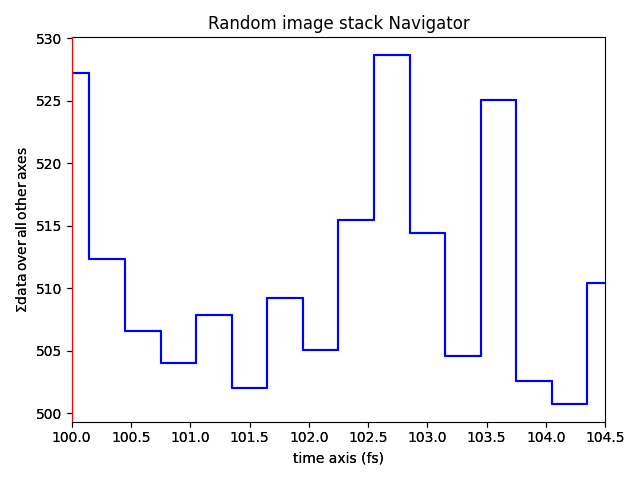 Random image stack Navigator
530
525
520
515
510
505
500
Σdata over all other axes
100.0 100.5 101.0 101.5 102.0 102.5 103.0 103.5 104.0 104.5
time axis (fs)